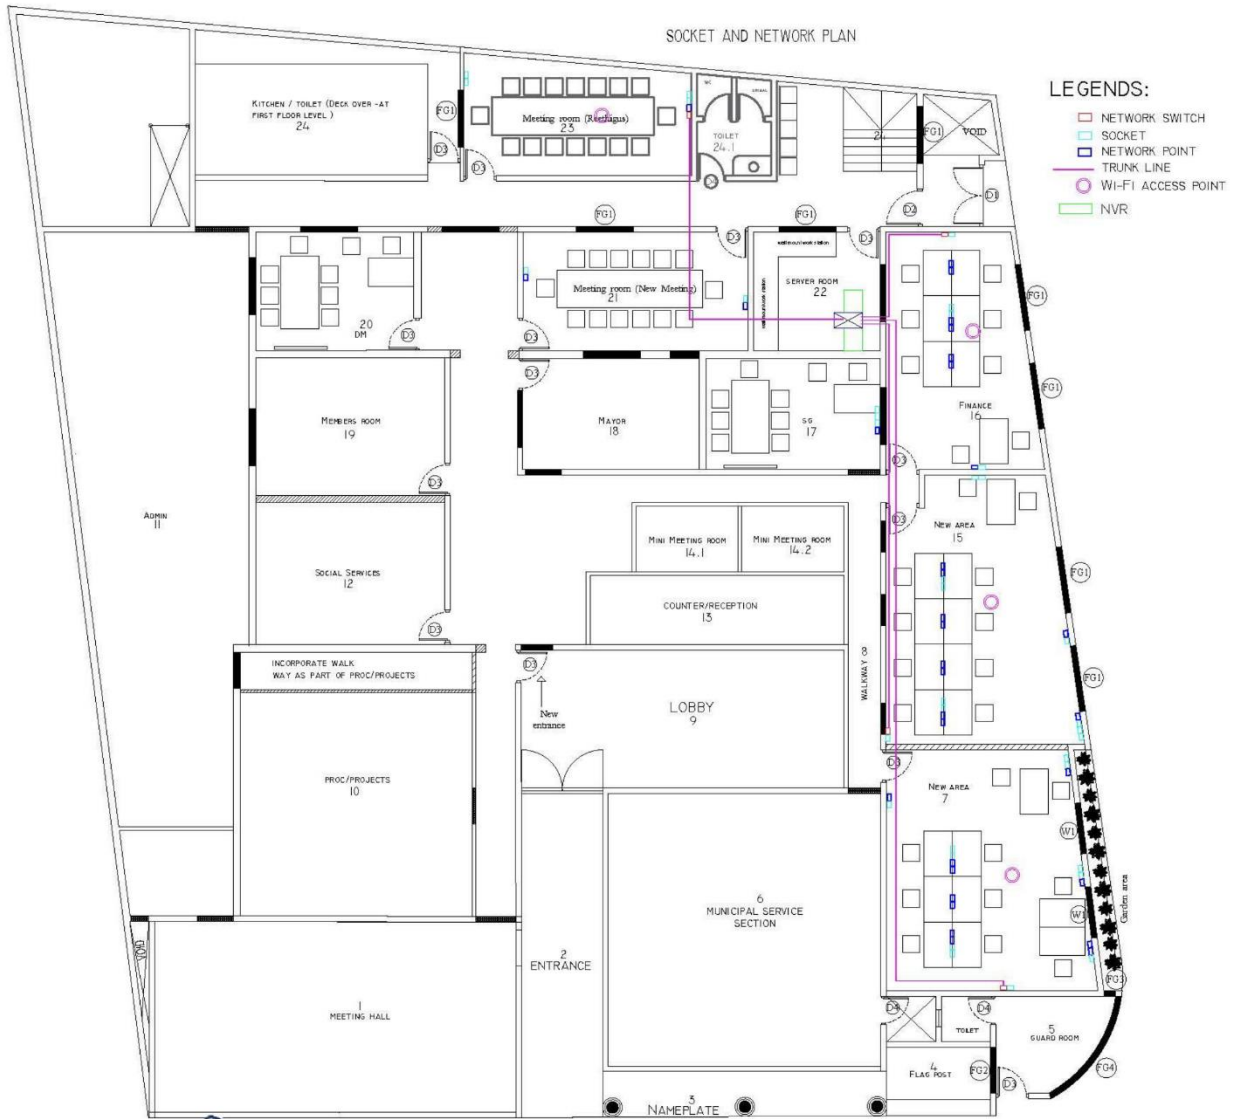 SOCKET AND NETWORK PLAN
LEGENDS:
NETWORK SWITCH
SOCKET
NETWORK POINT
TRUNK LINE
WI-FI ACCESS POINT
NVR
KITCHEN / TOILET (DECK OVER -AT
FIRST FLOOR LEVEL )
24
FG1
D3
D3
Meeting room (Reethigus)
23
WC
TOILET
24.1
24
FG1
VOID
D1
D2
FG1
FG1
D3
D3
20
DM
D3
Meeting room (New Meeting)
21
D3
SERVER ROOM
22
FG1
FG1
FINANCE
16
MEMBERS ROOM
19
D3
D3
MAYOR
18
SG
17
D3
D3
ADMIN
11
SOCIAL SERVICES
12
D3
MINI MEETING ROOM
14.1
MINI MEETING ROOM
14.2
COUNTER/RECEPTION
13
NEW AREA
15
FG1
FG1
INCORPORATE WALK
WAY AS PART OF PROC/PROJECTS
D3
New
entrance
LOBBY
9
WALKWAY OR
D3
PROC/PROJECTS
10
NEW AREA
7
W1
W1
Garden area
6
MUNICIPAL SERVICE
SECTION
2
ENTRANCE
VOID
1
MEETING HALL
FG3
D4
D4
TOILET
5
GUARD ROOM
4
FLAG POST
FG2
D3
FG4
3
NAMEPLATE